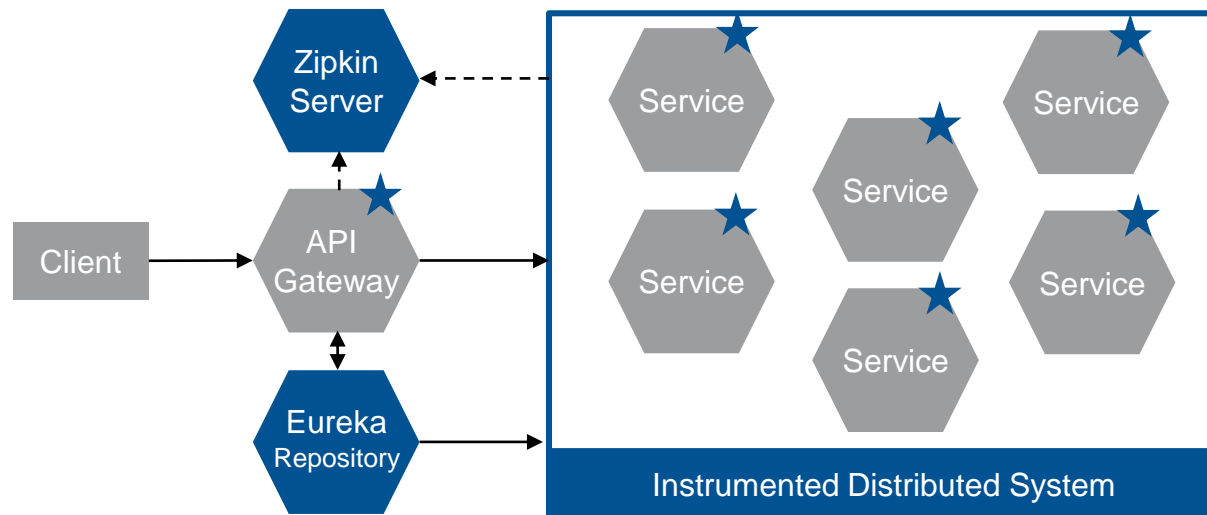 Zipkin
Server
Service
Service
Service
Client
API
Gateway
Service
Service
Service
Eureka
Repository
Instrumented Distributed System